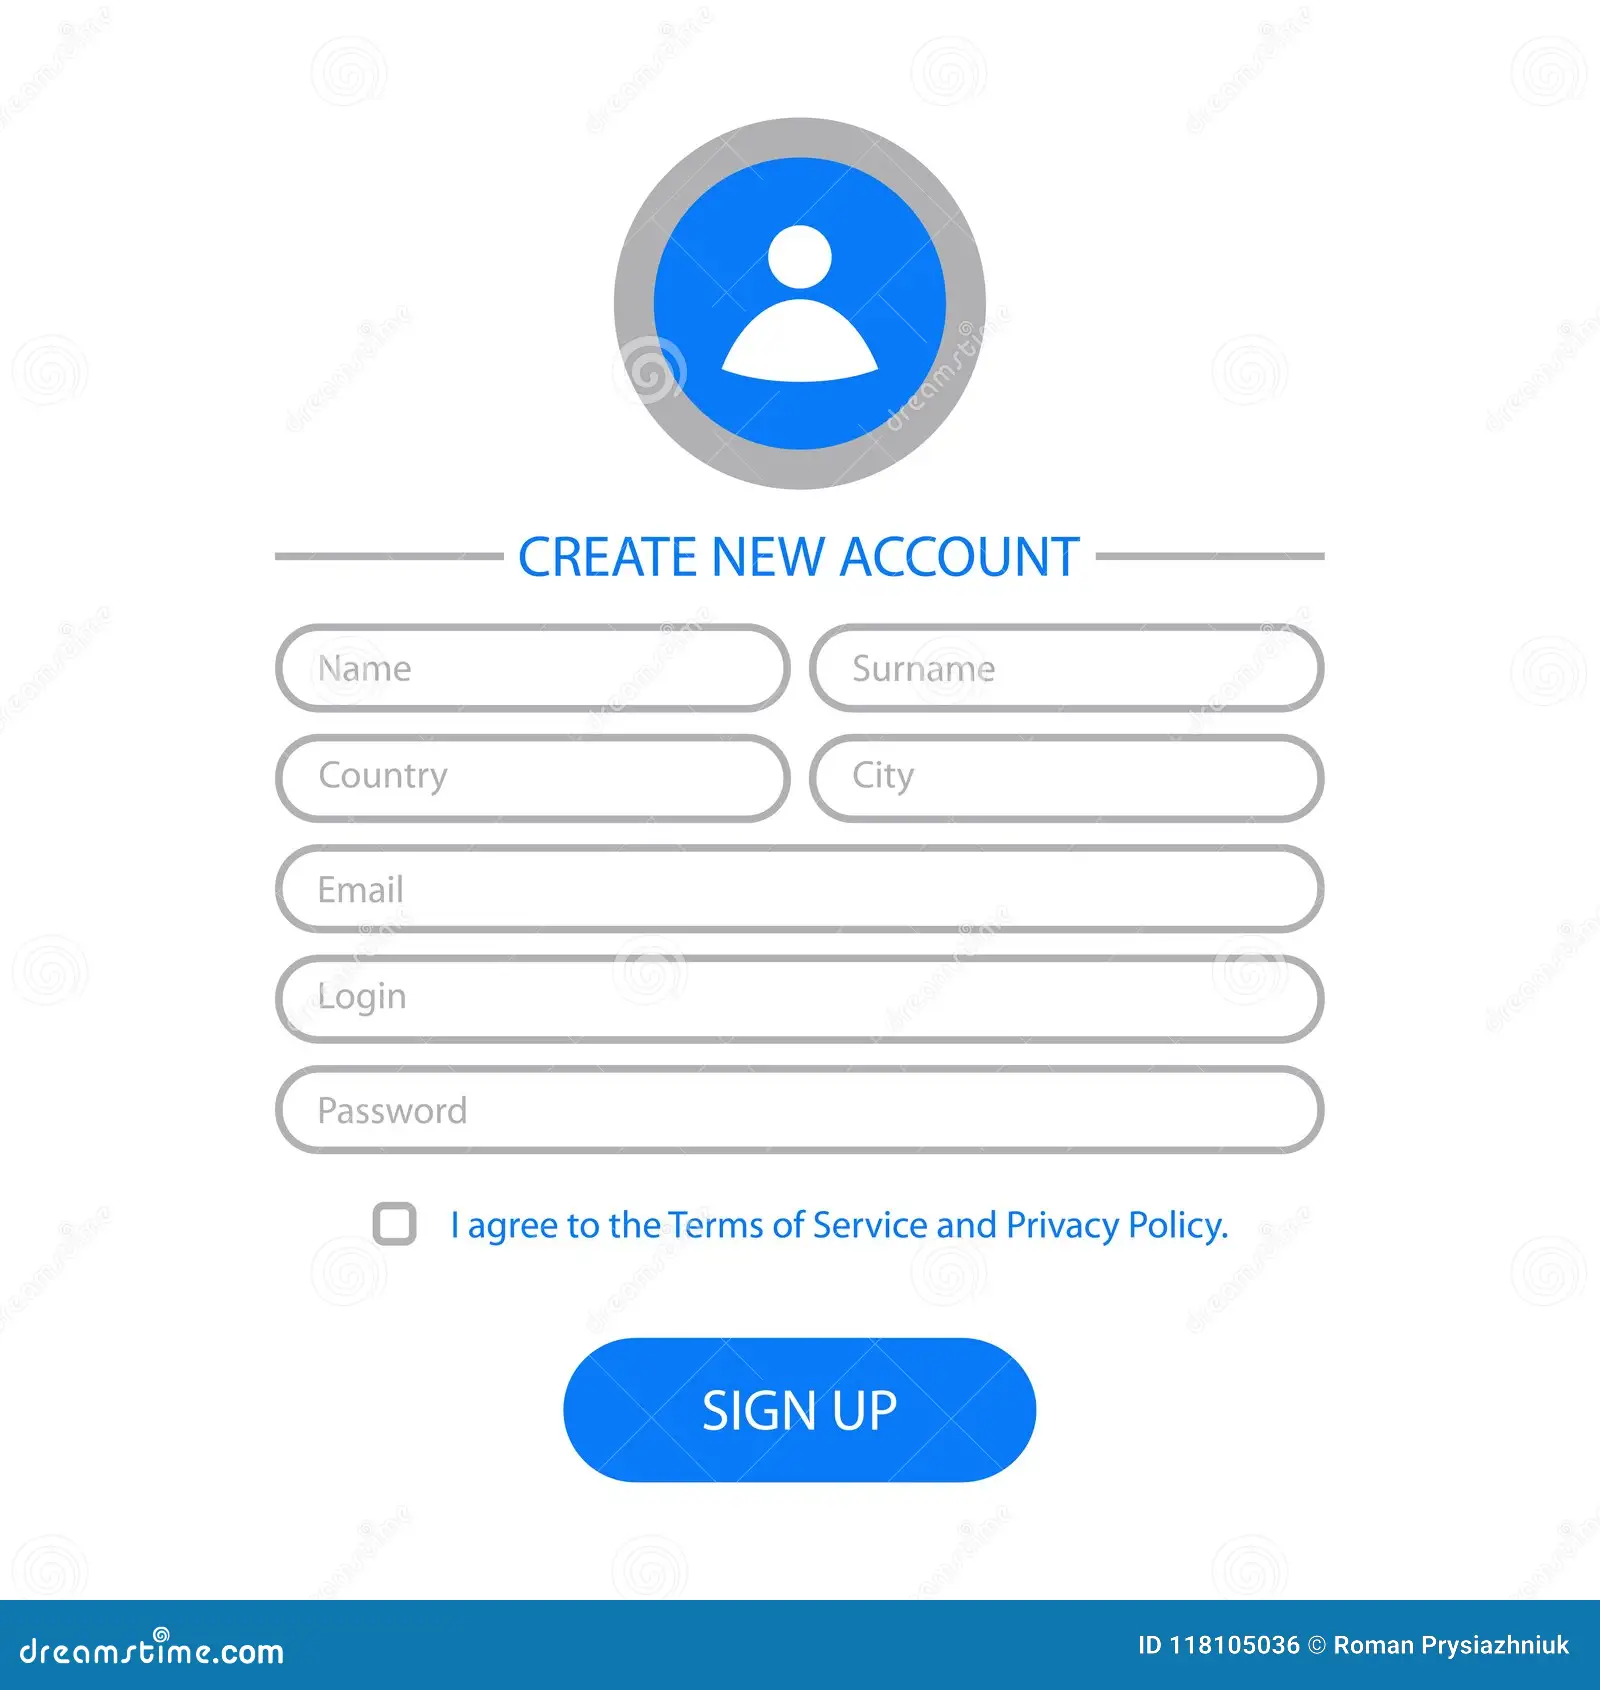 CREATE NEW ACCOUNT
Name
Surname
Country
City
Email
Login
Password
I agree to the Terms of Service and Privacy Policy.
SIGN UP
dreamstime.com
ID 118105036 © Roman Prysiazhniuk